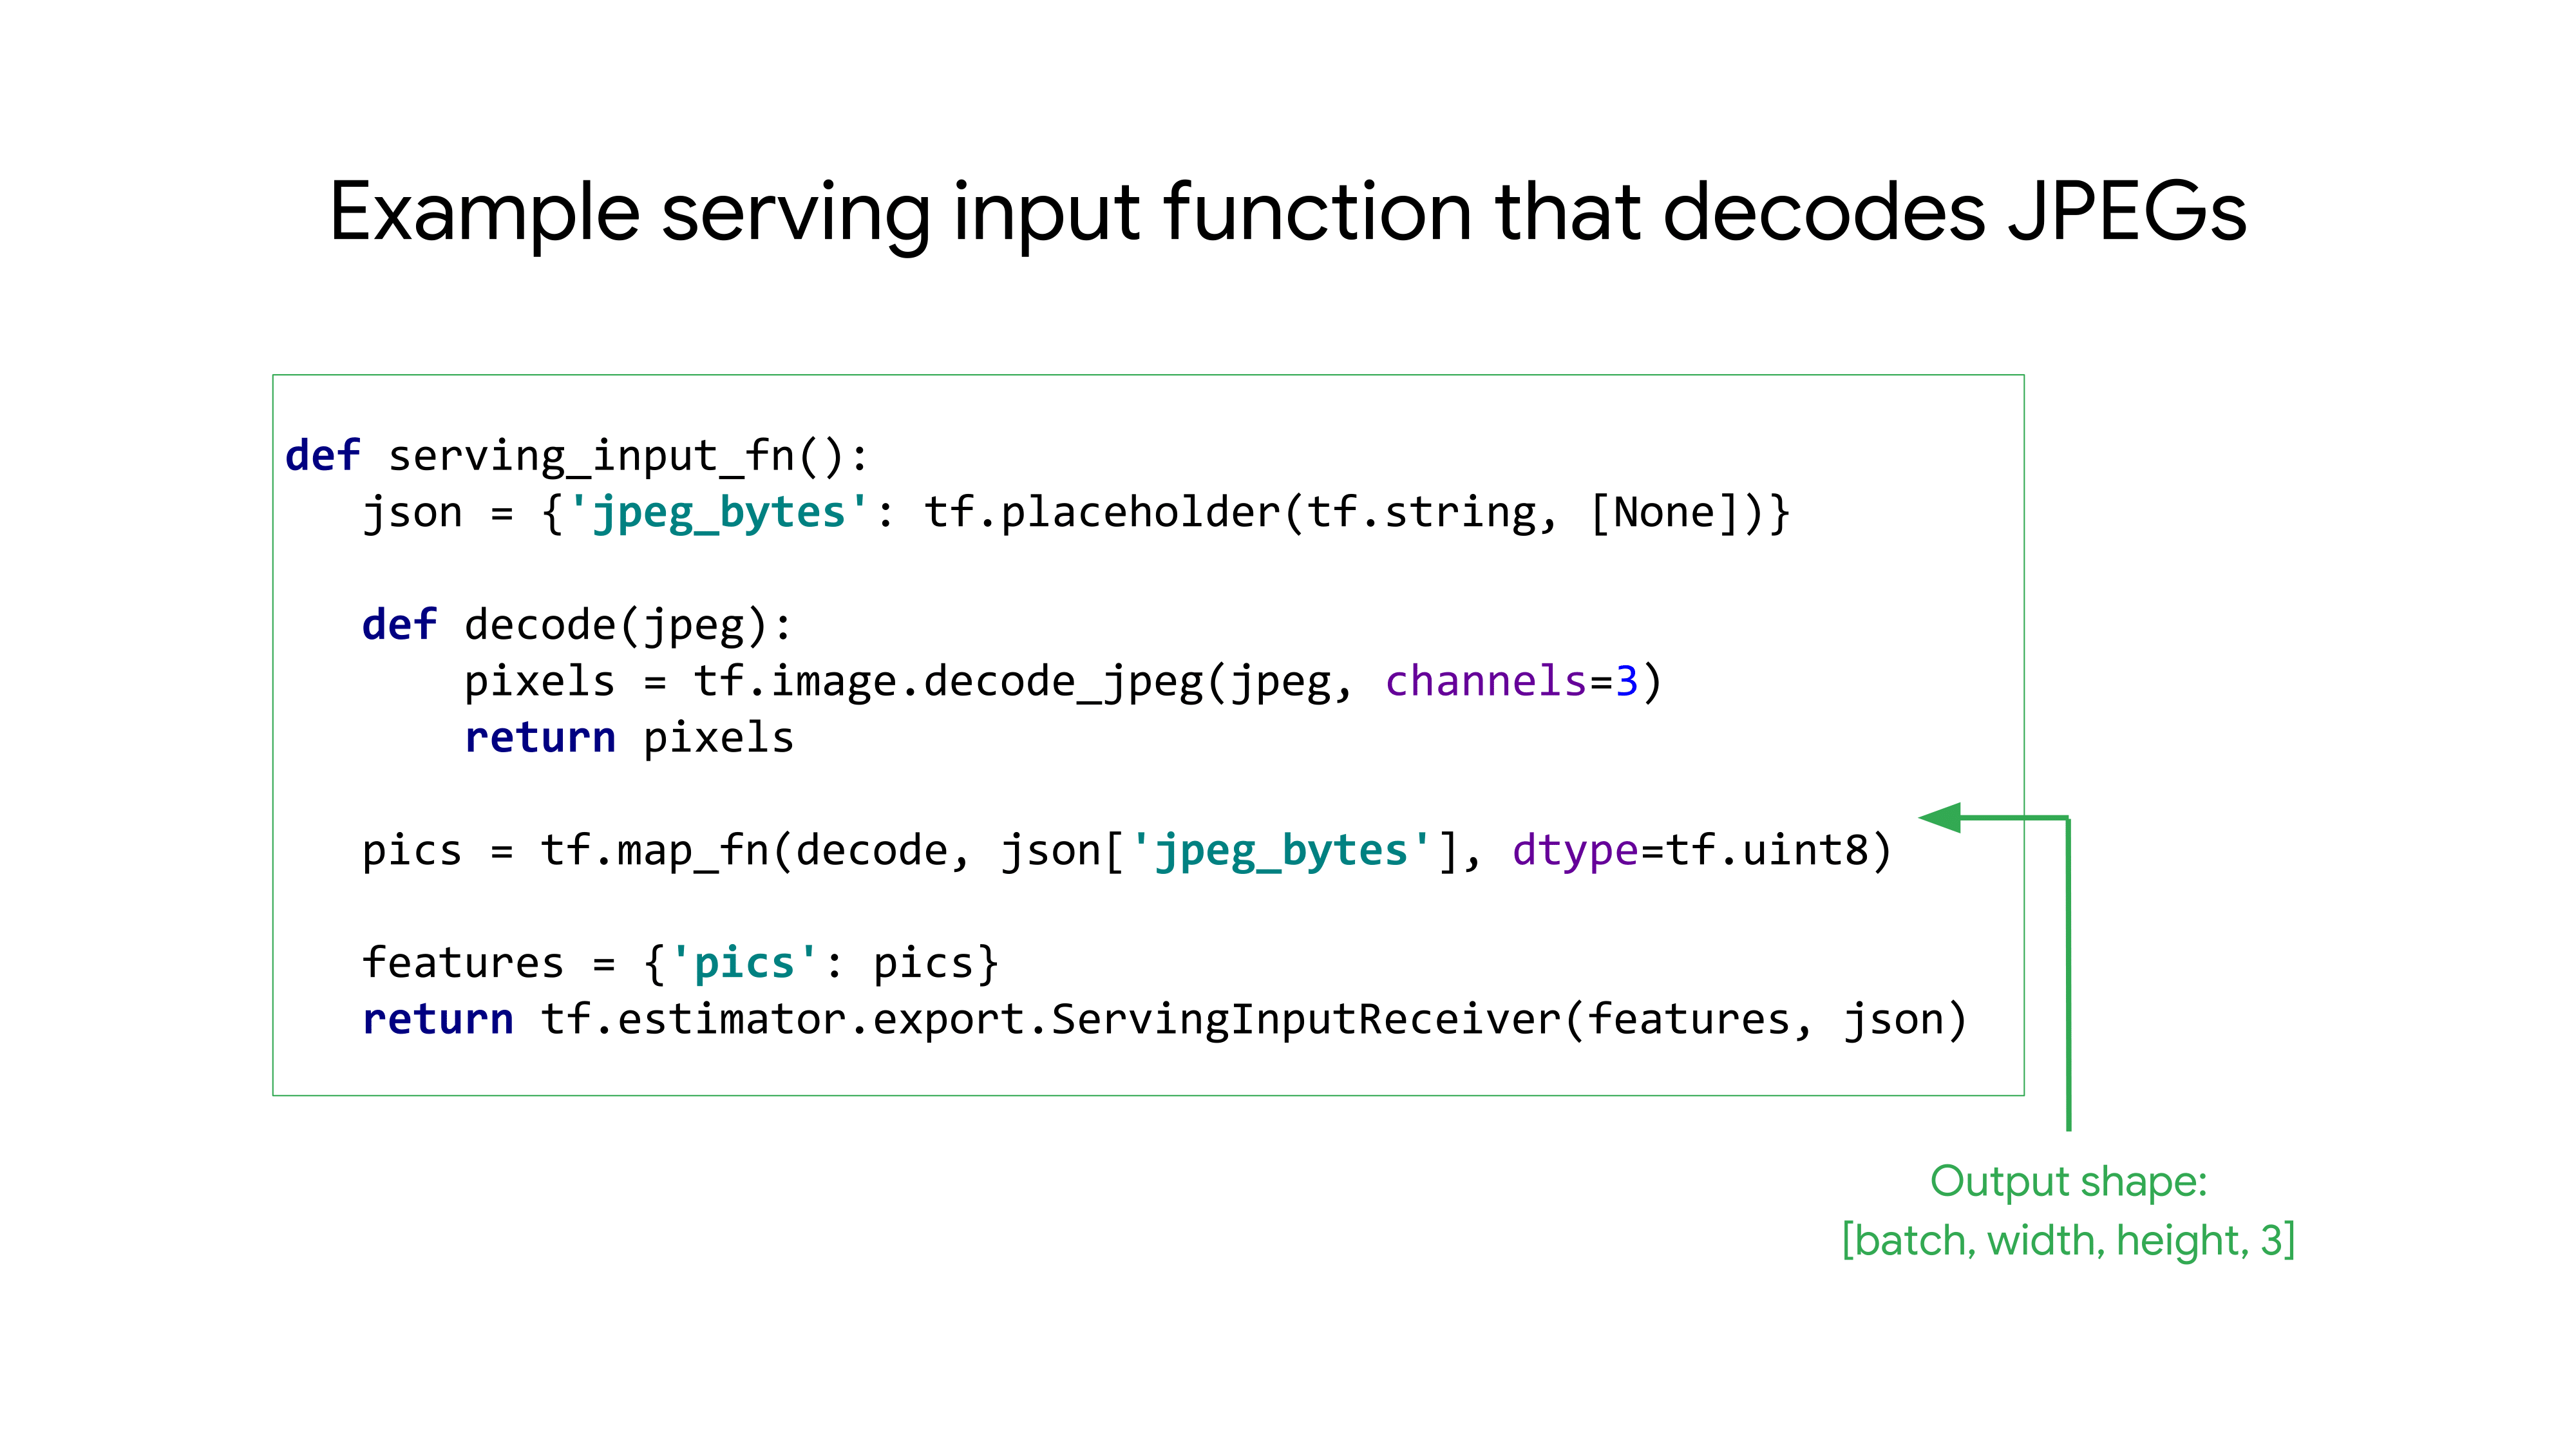 Example serving input function that decodes JPEGs
def serving_input_fn():
    json = {'jpeg_bytes': tf.placeholder(tf.string, [None])}
    def decode(jpeg):
        pixels = tf.image.decode_jpeg(jpeg, channels=3)
        return pixels
    pics = tf.map_fn(decode, json['jpeg_bytes'], dtype=tf.uint8)
    features = {'pics': pics}
    return tf.estimator.export.ServingInputReceiver(features, json)
Output shape:
[batch, width, height, 3]